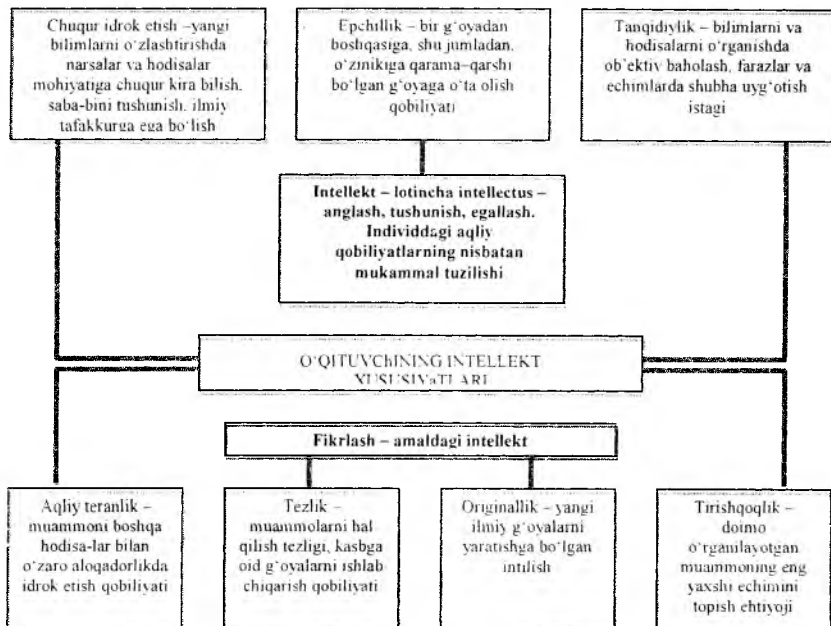 Chuqur idrok etish –yangi
bilimlarni o‘zlashtirishda
narsalar va hodisalar
mohiyatiga chuqur kira bilish.
saba-bini tushunish. ilmiy
tafakkurga ega bo‘lish
Epchillik – bir g‘oyadan
boshqasiga, shu jumladan.
o‘zinikiga qarama–qarshi
bo‘lgan g‘oyaga o‘ta olish
qobiliyati
Tanqidiylik – bilimlarni va
hodisalarni o‘rganishda
ob`ektiv baholash, farazlar va
echimlarda shubha uyg‘otish
istagi
Intellekt – lotincha intellectus –
anglash, tushunish, egallash.
Individdagi aqliy
qobiliyatlarning nisbatan
mukammal tuzilishi
O‘QITUVChINING INTELLEKT
XUSUSIYaTLARI
Fikrlash – amaldagi intellekt
Aqliy teranlik –
muammoni boshqa
hodisa-lar bilan
o‘zaro aloqadorlikda
idrok etish qobiliyati
Tezlik –
muammolarni hal
qilish tezligi, kasbga
oid g‘oyalarni ishlab
chiqarish qobiliyati
Originallik – yangi
ilmiy g‘oyalarni
yaratishga bo‘lgan
intilish
Tirishqoqlik –
doimo
o‘rganilayotgan
muammoning eng
yaxshi echimini
topish ehtiyoji